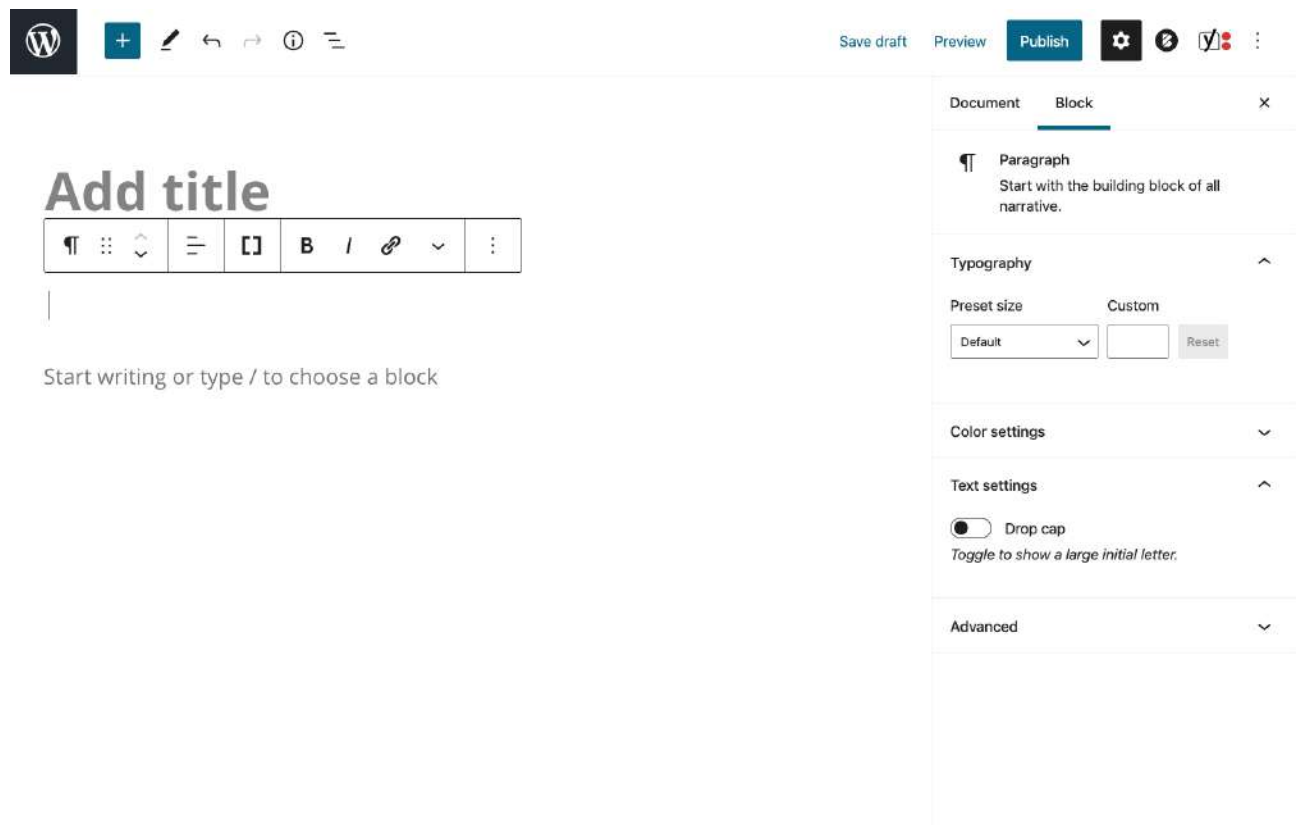 Save draft Preview Publish
Document Block
Add title
Paragraph
Start with the building block of all
narrative.
B I
Typography
Preset size Custom
Default Reset
Start writing or type / to choose a block
Color settings
Text settings
Drop cap
Toggle to show a large initial letter.
Advanced